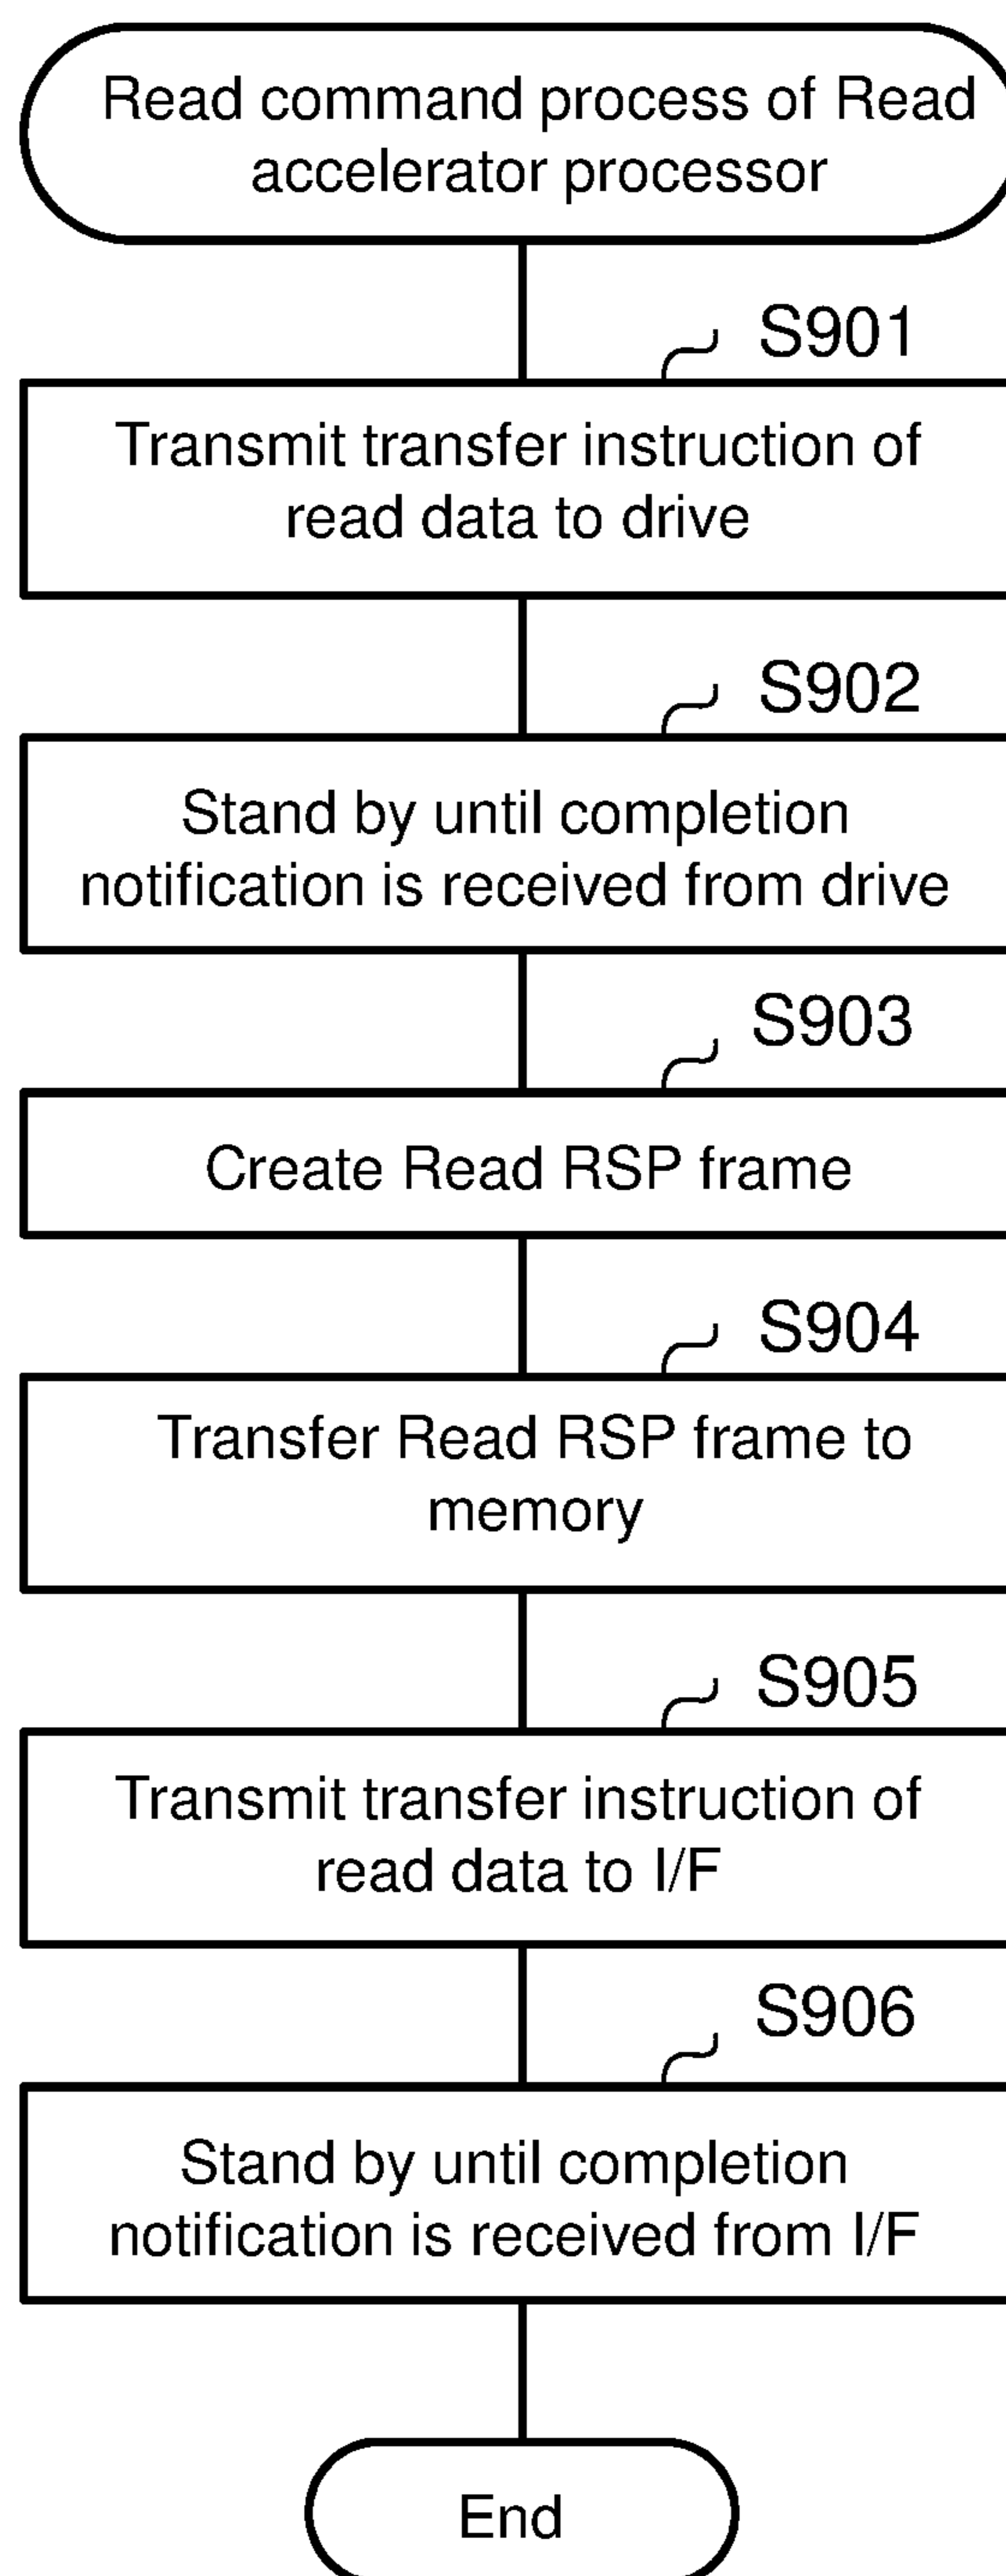 Read command process of Read
accelerator processor
S901
Transmit transfer instruction of
read data to drive
S902
Stand by until completion
notification is received from drive
S903
Create Read RSP frame
S904
Transfer Read RSP frame to
memory
S905
Transmit transfer instruction of
read data to I/F
S906
Stand by until completion
notification is received from I/F
End